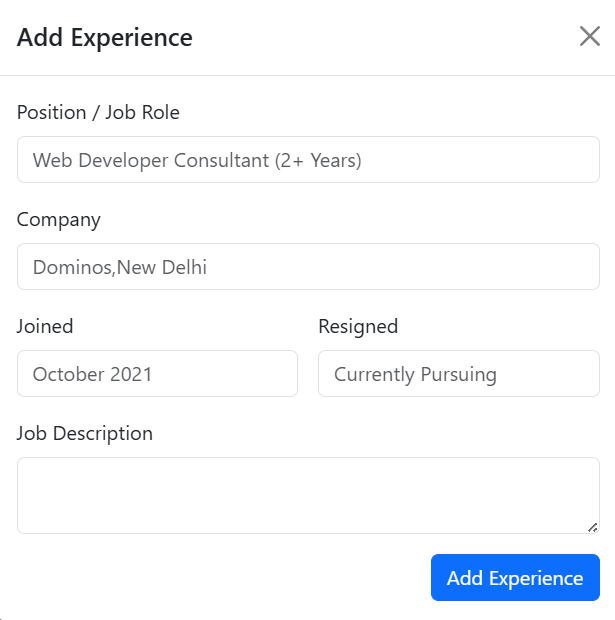 Add Experience
Position / Job Role
Web Developer Consultant (2+ Years)
Company
Dominos,New Delhi
Joined Resigned
October 2021 Currently Pursuing
Job Description
Add Experience